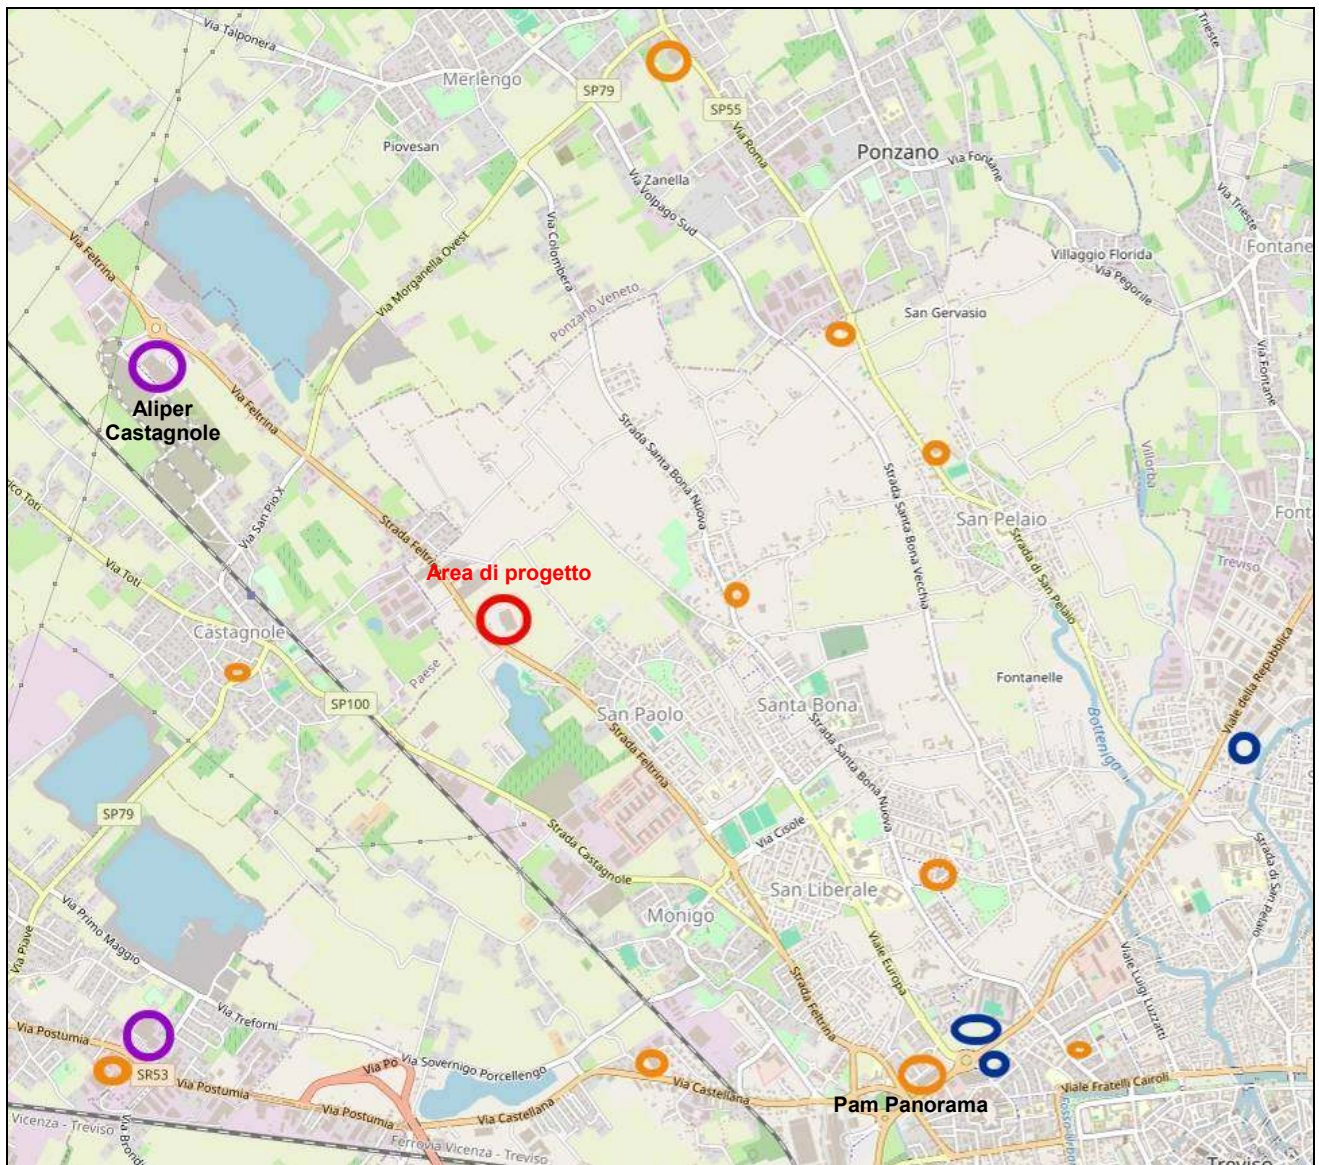 Via Talponera
Merlengo
SP79
SP55
Via Trieste
Piovesan
Via Roma
Ponzano
Via Fontane
Zanella
Via Volpago Sud
Via Trieste
Via Colombera
Via Feltrina
Via Morganella Ovest
Villaggio Florida
Fontane
Via Pegorile
Ponzano Veneto
San Gervasio
Via Fontane
Aliper
Castagnole
Via Feltrina
Strada Santa Bona Nuova
Villorba
Strada Santa Bona Vecchia
ico Toti
Via San Pio X
San Pelaio
Font
Strada Feltrina
Strada di San Pelaio
Treviso
Via Toti
Area di progetto
Castagnole
Viale della Repubblica
Paese
Fontanelle
SP100
San Paolo
Santa Bona
Botteniga
Strada Feltrina
Strada Santa Bona Nuova
SP79
Via Cisole
Strada Castagnole
San Liberale
Strada di San Pelaio
Monigo
Via Piave
Via Primo Maggio
Viale Europa
Viale Luigi Luzzatti
Strada Feltrina
Via Treforni
Via Postumia
Via Sovernigo Porcellengo
Via Po
SR53
Via Postumia
Via Castellana
Viale Fratelli Cairoli
Pam Panorama
Via Postumia
Via Castellana
Vicenza - Treviso
Ferrovia Vicenza - Treviso
Treviso